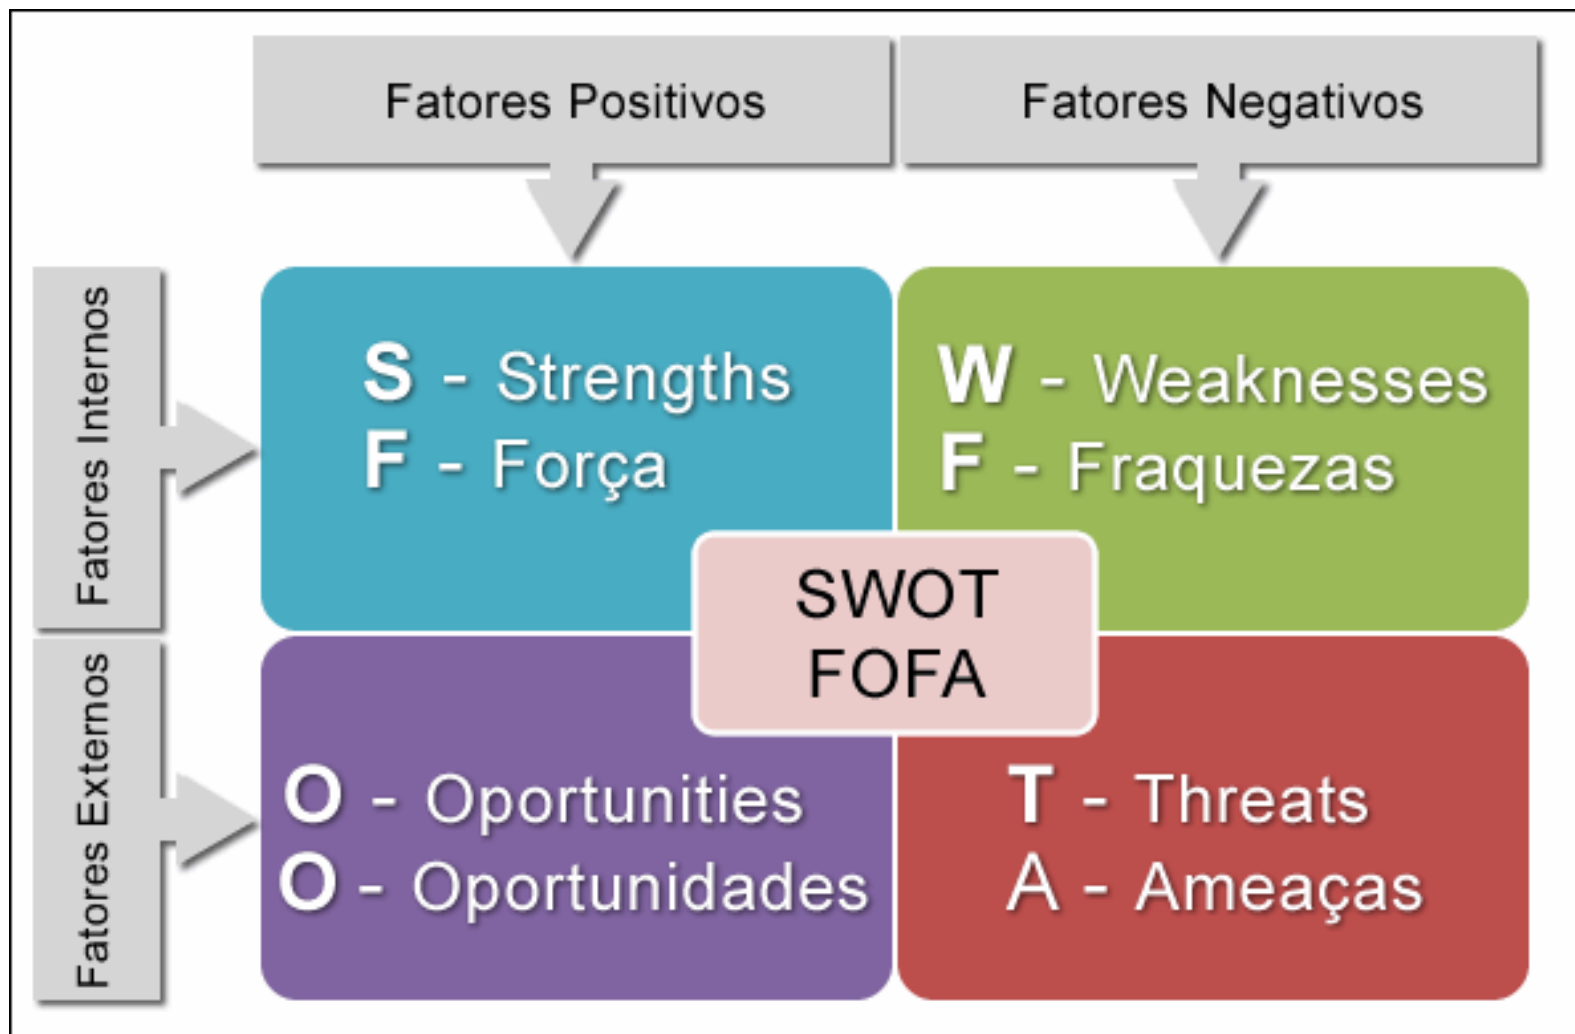 Fatores Positivos
Fatores Negativos
Fatores Internos
S - Strengths
F - Força
W - Weaknesses
F - Fraquezas
SWOT
FOFA
Fatores Externos
O - Oportunities
O - Oportunidades
T - Threats
A - Ameaças